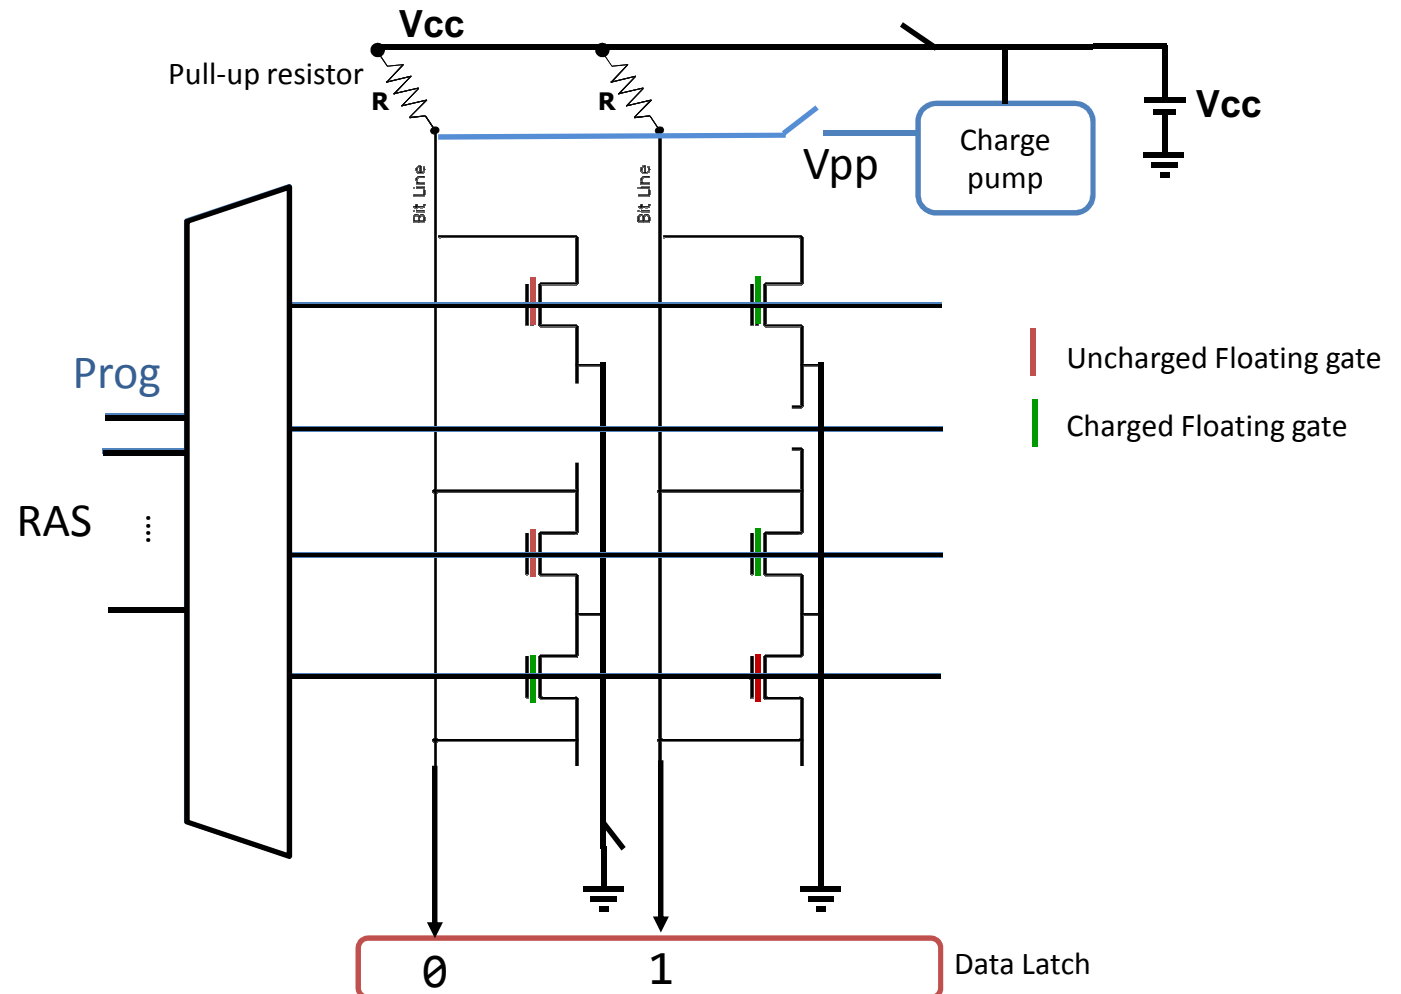 Vcc
Pull-up resistor
R
R
Vcc
Charge
pump
Vpp
Bit Line
Bit Line
Prog
Uncharged Floating gate
Charged Floating gate
RAS
Data Latch
0
1